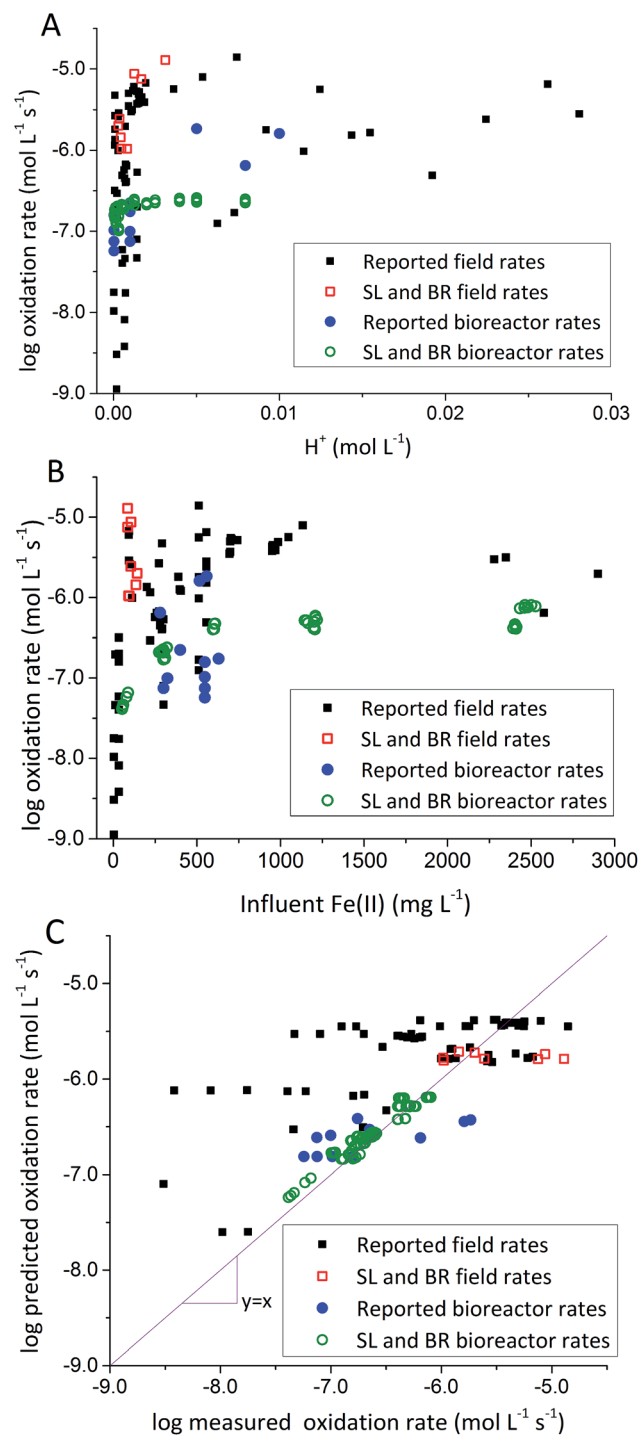 A
log oxidation rate (mol L⁻¹ s⁻¹)
-5.0
-6.0
-7.0
-8.0
-9.0
Reported field rates
SL and BR field rates
Reported bioreactor rates
SL and BR bioreactor rates
0.00
0.01
0.02
0.03
H⁺ (mol L⁻¹)
B
log oxidation rate (mol L⁻¹ s⁻¹)
-5.0
-6.0
-7.0
-8.0
-9.0
Reported field rates
SL and BR field rates
Reported bioreactor rates
SL and BR bioreactor rates
0
500
1000
1500
2000
2500
3000
Influent Fe(II) (mg L⁻¹)
C
log predicted oxidation rate (mol L⁻¹ s⁻¹)
-5.0
-6.0
-7.0
-8.0
-9.0
y=x
Reported field rates
SL and BR field rates
Reported bioreactor rates
SL and BR bioreactor rates
-9.0
-8.0
-7.0
-6.0
-5.0
log measured oxidation rate (mol L⁻¹ s⁻¹)